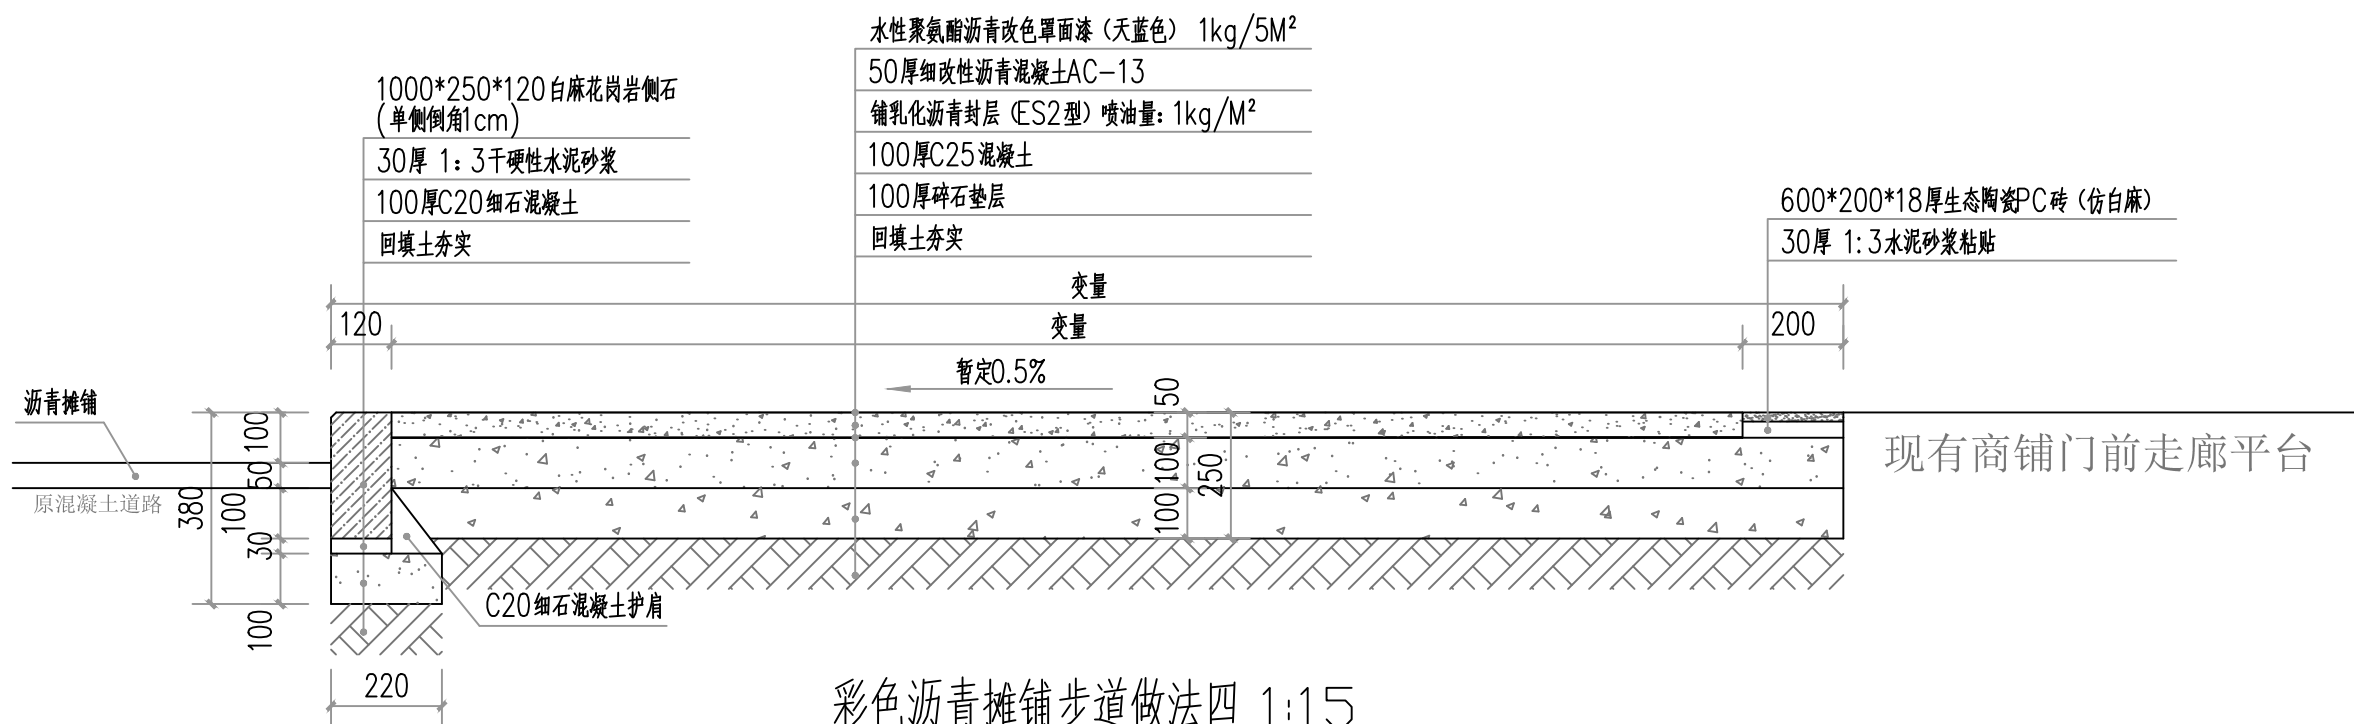 水性聚氨酯沥青改色罩面漆（天蓝色） 1kg/5M²
50厚细改性沥青混凝土AC-13
铺乳化沥青封层（ES2型）喷油量：1kg/M²
100厚C25混凝土
100厚碎石垫层
回填土夯实
1000*250*120白麻花岗岩侧石
(单侧倒角1cm)
30厚 1：3干硬性水泥砂浆
100厚C20细石混凝土
回填土夯实
600*200*18厚生态陶瓷PC砖（仿白麻）
30厚 1:3水泥砂浆粘贴
变量
120
变量
200
暂定0.5%
沥青摊铺
原混凝土道路
380
100
50
100
30
100
50
100
100
250
现有商铺门前走廊平台
C20细石混凝土护肩
220
彩色沥青摊铺步道做法四 1:15